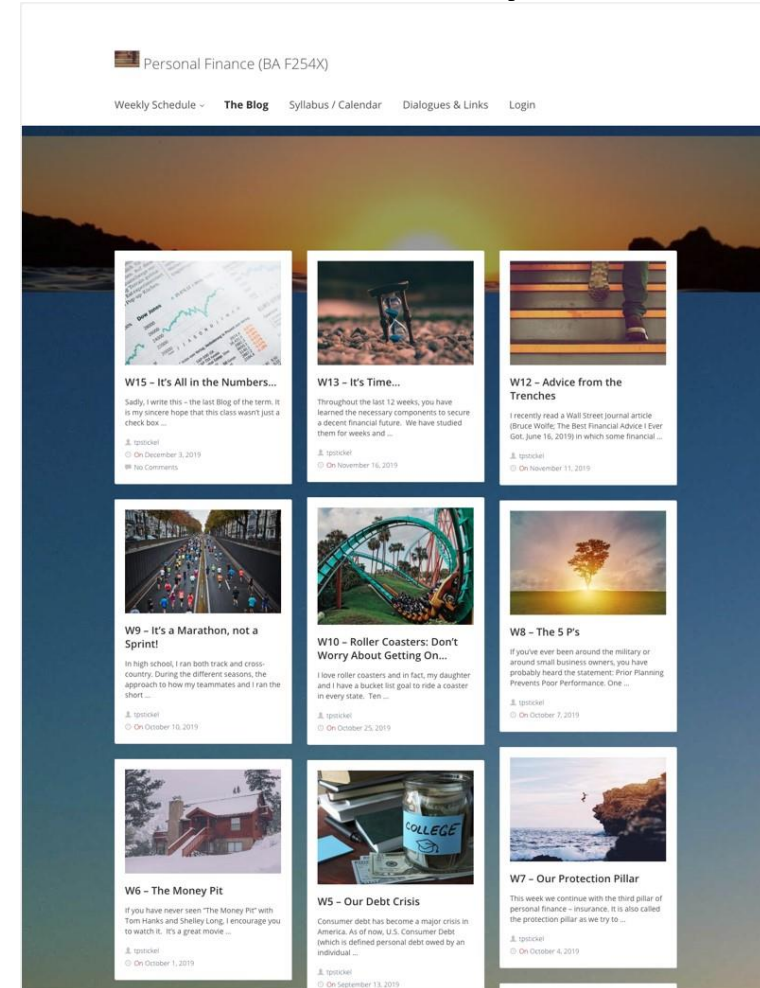 Personal Finance (BA F254X)
Weekly Schedule
The Blog
Syllabus / Calendar
Dialogues & Links
Login
Dow Jones
W15 – It's All in the Numbers…
Sadly, I write this – the last Blog of the term. It
is my sincere hope that this class wasn't just a
check box ...
tpstickel
On December 3, 2019
No Comments
W13 – It's Time…
Throughout the last 12 weeks, you have
learned the necessary components to secure
a decent financial future. We have studied
them for weeks and ...
tpstickel
On November 16, 2019
W12 – Advice from the
Trenches
I recently read a Wall Street Journal article
(Bruce Wolfe; The Best Financial Advice I Ever
Got, June 16, 2019) in which some financial ...
tpstickel
On November 11, 2019
W9 – It's a Marathon, not a
Sprint!
In high school, I ran both track and cross-
country. During the different seasons, the
approach to how my teammates and I ran the
short ...
tpstickel
On October 10, 2019
W10 – Roller Coasters: Don't
Worry About Getting On…
I love roller coasters and in fact, my daughter
and I have a bucket list goal to ride a coaster
in every state. Ten ...
tpstickel
On October 25, 2019
W8 – The 5 P's
If you've ever been around the military or
around small business owners, you have
probably heard the statement: Prior Planning
Prevents Poor Performance. One ...
tpstickel
On October 7, 2019
W6 – The Money Pit
If you have never seen "The Money Pit" with
Tom Hanks and Shelley Long, I encourage you
to watch it. It's a great movie ...
tpstickel
On October 1, 2019
COLLEGE
W5 – Our Debt Crisis
Consumer debt has become a major crisis in
America. As of now, U.S. Consumer Debt
(which is defined personal debt owed by an
individual ...
tpstickel
On September 13, 2019
W7 – Our Protection Pillar
This week we continue with the third pillar of
personal finance – insurance. It is also called
the protection pillar as we try to ...
tpstickel
On October 4, 2019